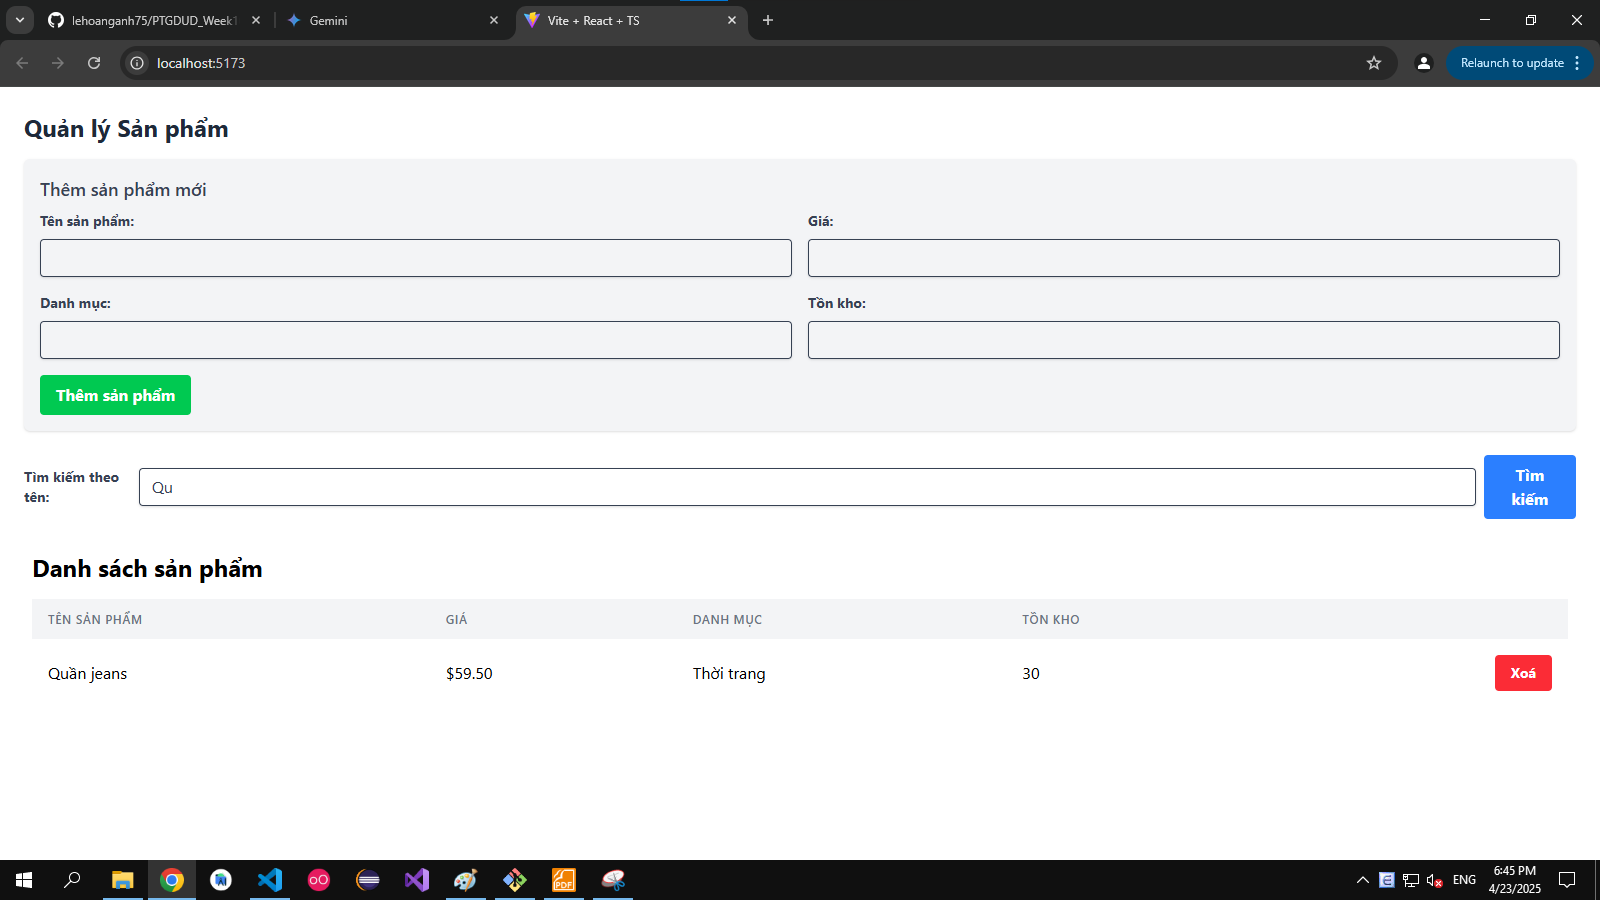 lehoanganh75/PTGDUD_Week1
Gemini
Vite + React + TS
localhost:5173
Relaunch to update
Quản lý Sản phẩm
Thêm sản phẩm mới
Tên sản phẩm:
Giá:
Danh mục:
Tồn kho:
Thêm sản phẩm
Tìm kiếm theo
tên:
Qu
Tìm
kiếm
Danh sách sản phẩm
TÊN SẢN PHẨM GIÁ DANH MỤC TỒN KHO
Quần jeans $59.50 Thời trang 30 Xoá
PDF
ENG
6:45 PM
4/23/2025